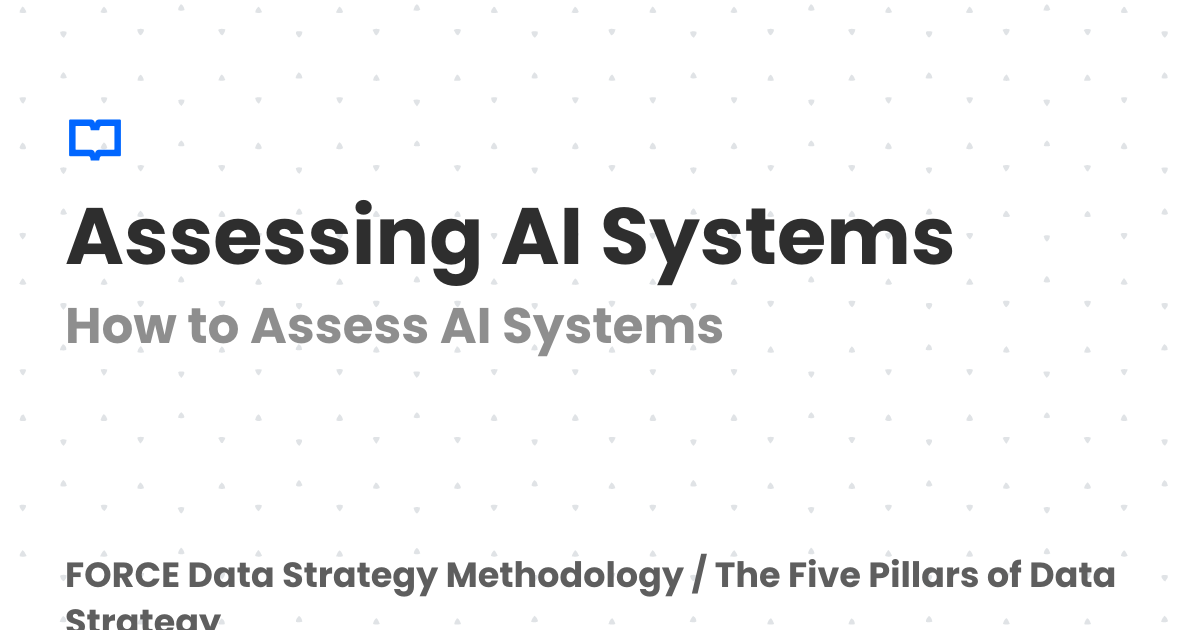 Assessing AI Systems
How to Assess AI Systems
FORCE Data Strategy Methodology / The Five Pillars of Data
Strategy